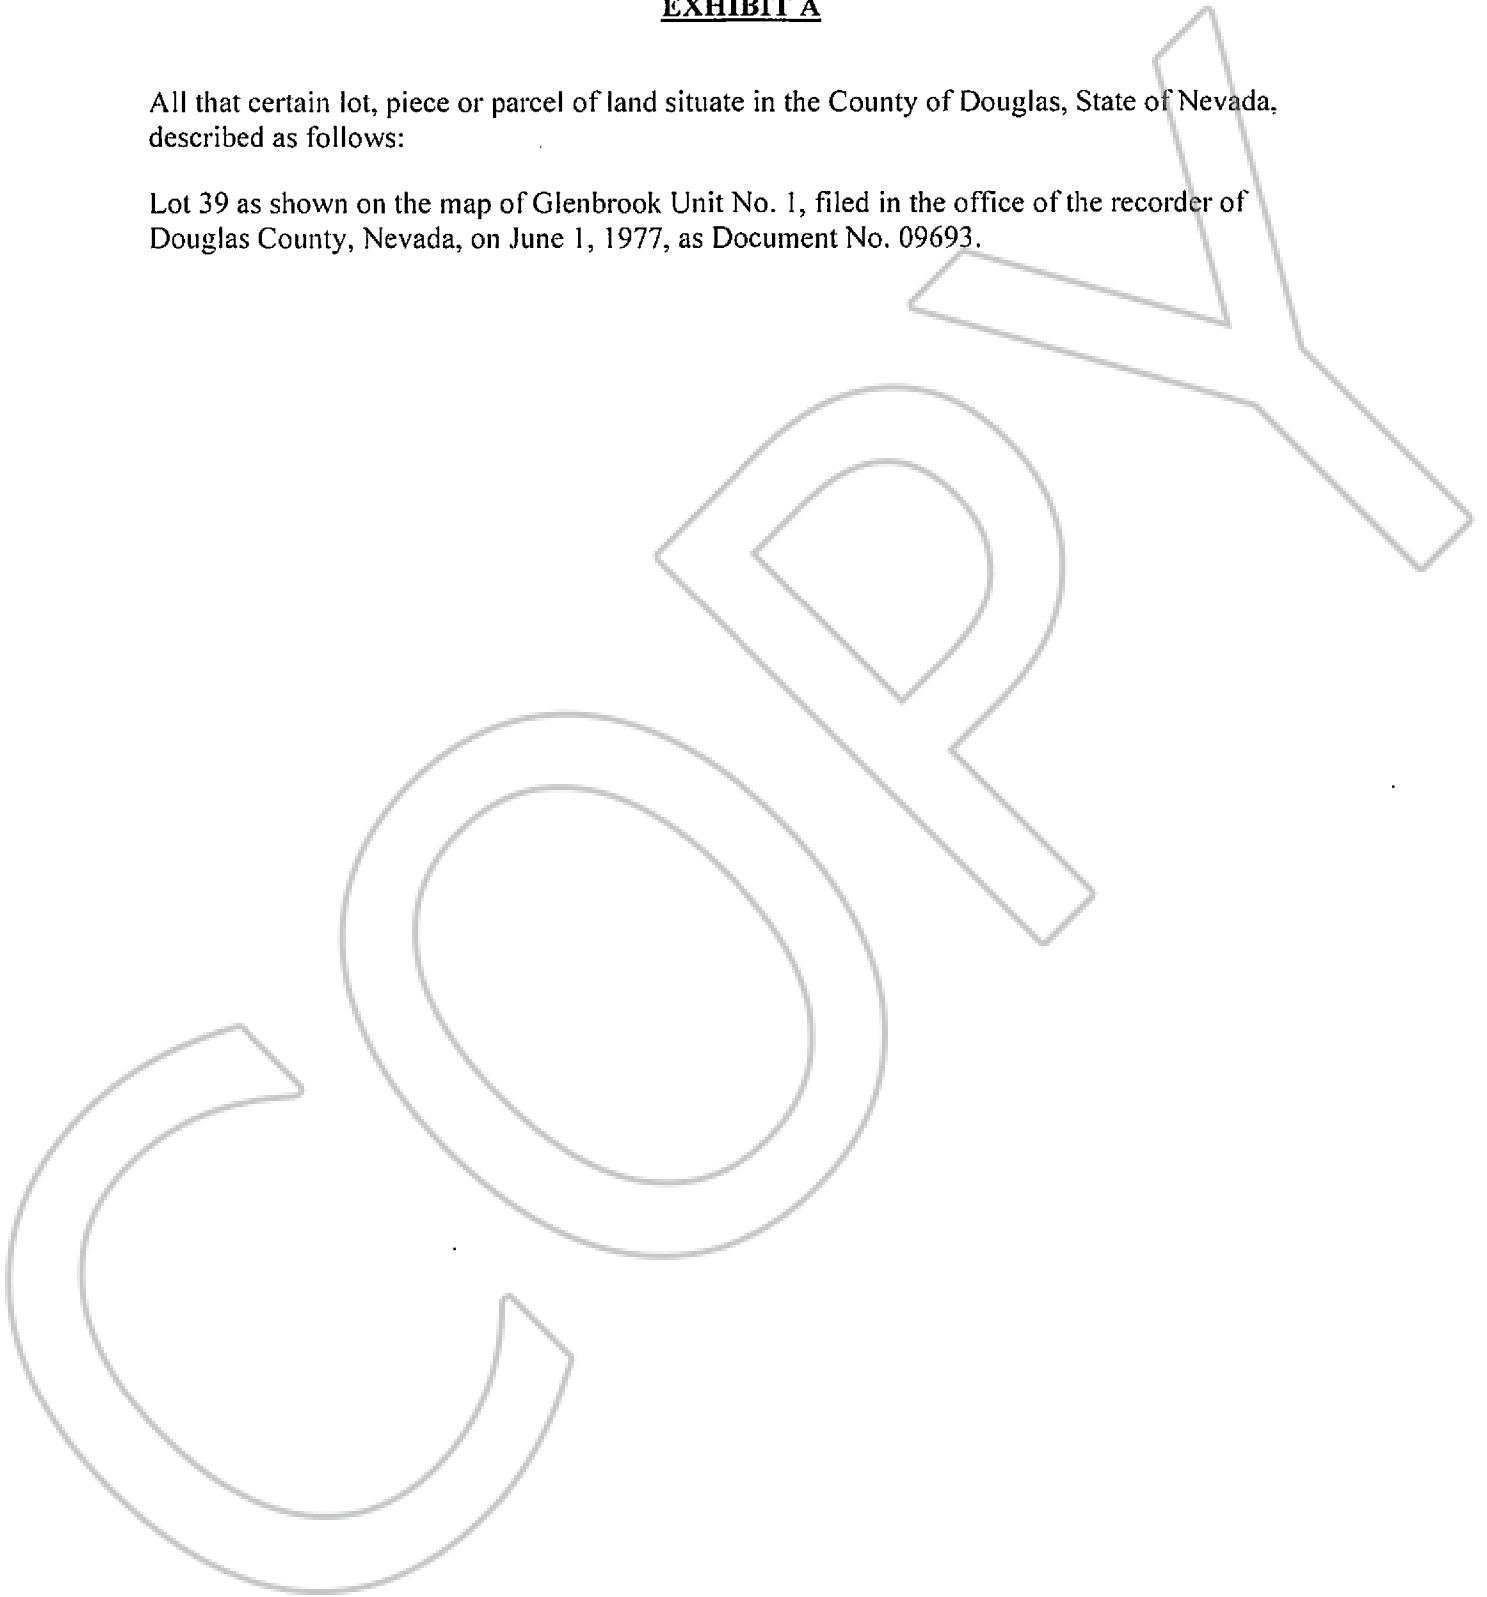 EXHIBIT A
All that certain lot, piece or parcel of land situate in the County of Douglas, State of Nevada,
described as follows:
Lot 39 as shown on the map of Glenbrook Unit No. 1, filed in the office of the recorder of
Douglas County, Nevada, on June 1, 1977, as Document No. 09693.
COPY